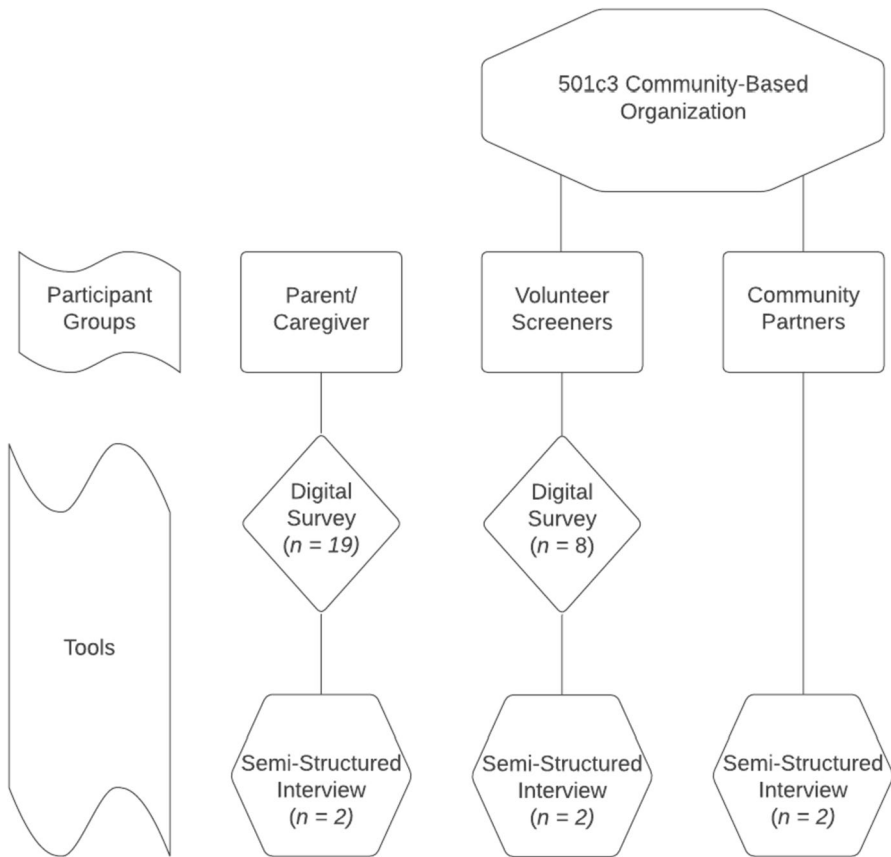 501c3 Community-Based
Organization
Participant
Groups
Parent/
Caregiver
Volunteer
Screeners
Community
Partners
Tools
Digital
Survey
(n = 19)
Digital
Survey
(n = 8)
Semi-Structured
Interview
(n = 2)
Semi-Structured
Interview
(n = 2)
Semi-Structured
Interview
(n = 2)